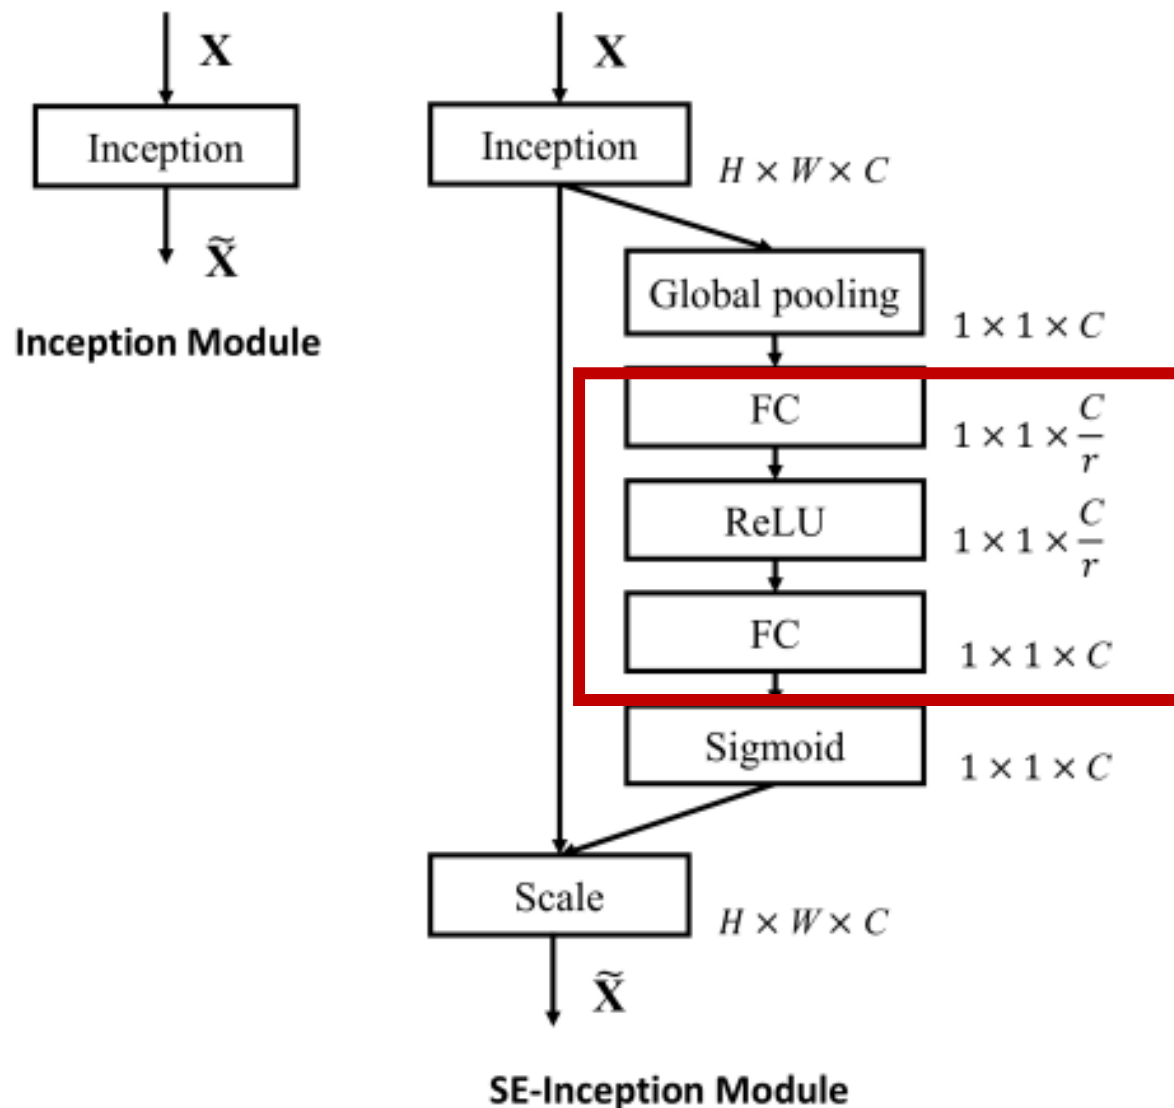 X
Inception
X̃
Inception Module
X
Inception
H × W × C
Global pooling
1 × 1 × C
FC
1 × 1 × C/r
ReLU
1 × 1 × C/r
FC
1 × 1 × C
Sigmoid
1 × 1 × C
Scale
H × W × C
X̃
SE-Inception Module